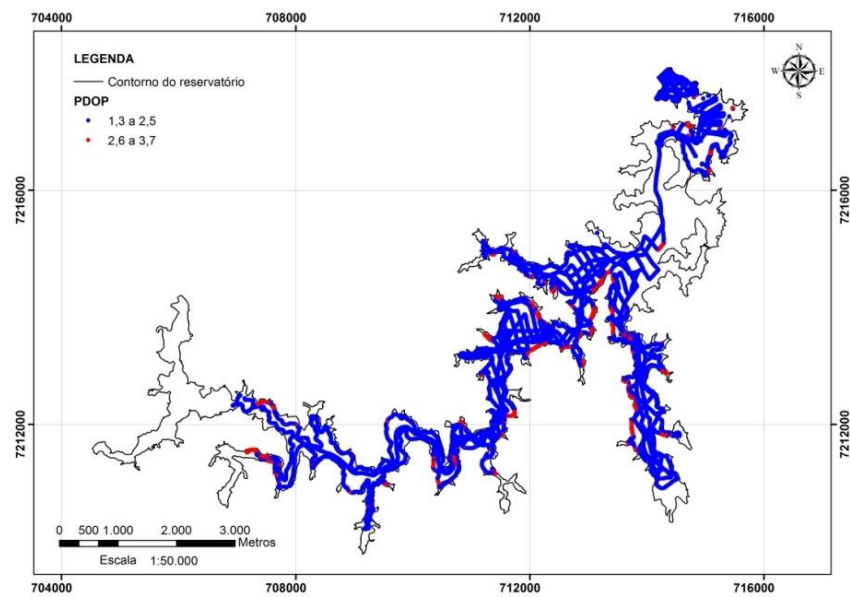 704000 708000 712000 716000
LEGENDA
Contorno do reservatório
PDOP
1,3 a 2,5
2,6 a 3,7
N
W E
S
7216000 7216000
7212000 7212000
0 500 1.000 2.000 3.000
Metros
Escala 1:50.000
704000 708000 712000 716000